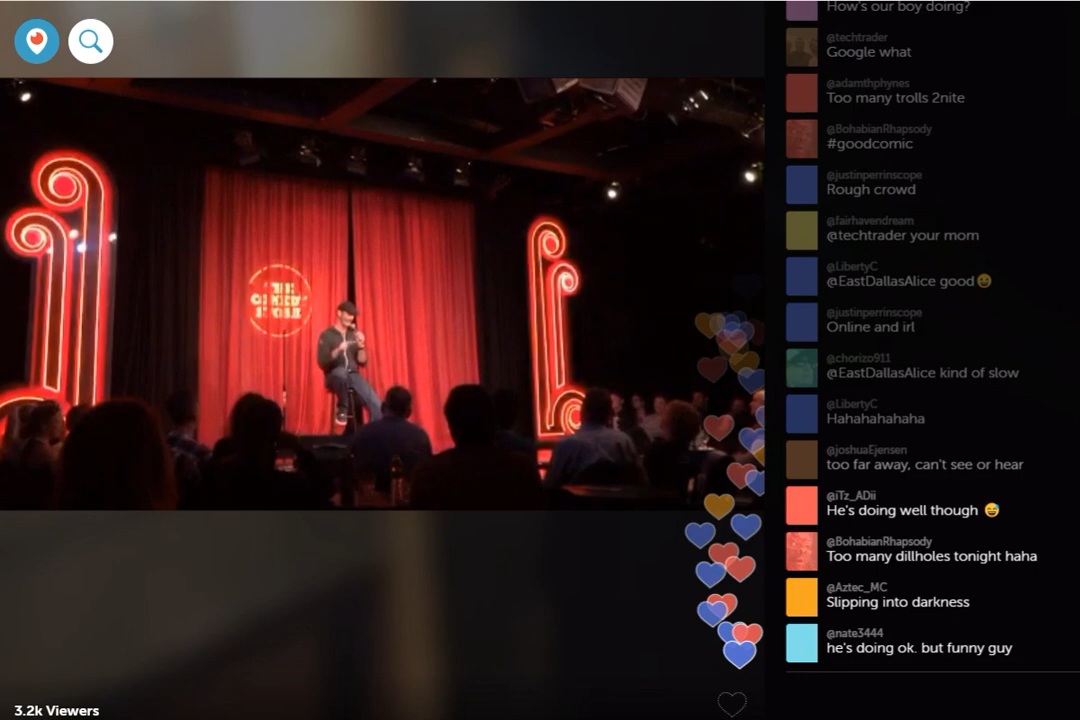 THE
COMEDY
STORE
3.2k Viewers
How's our boy doing?
@techtrader
Google what
@adamthphynes
Too many trolls 2nite
@BohabianRhapsody
#goodcomic
@justinperrinscope
Rough crowd
@fairhavendream
@techtrader your mom
@LibertyC
@EastDallasAlice good😀
@justinperrinscope
Online and irl
@chorizo911
@EastDallasAlice kind of slow
@LibertyC
Hahahahahaha
@joshuaEjensen
too far away, can't see or hear
@iTz_ADii
He's doing well though 😅
@BohabianRhapsody
Too many dillholes tonight haha
@Aztec_MC
Slipping into darkness
@nate3444
he's doing ok. but funny guy